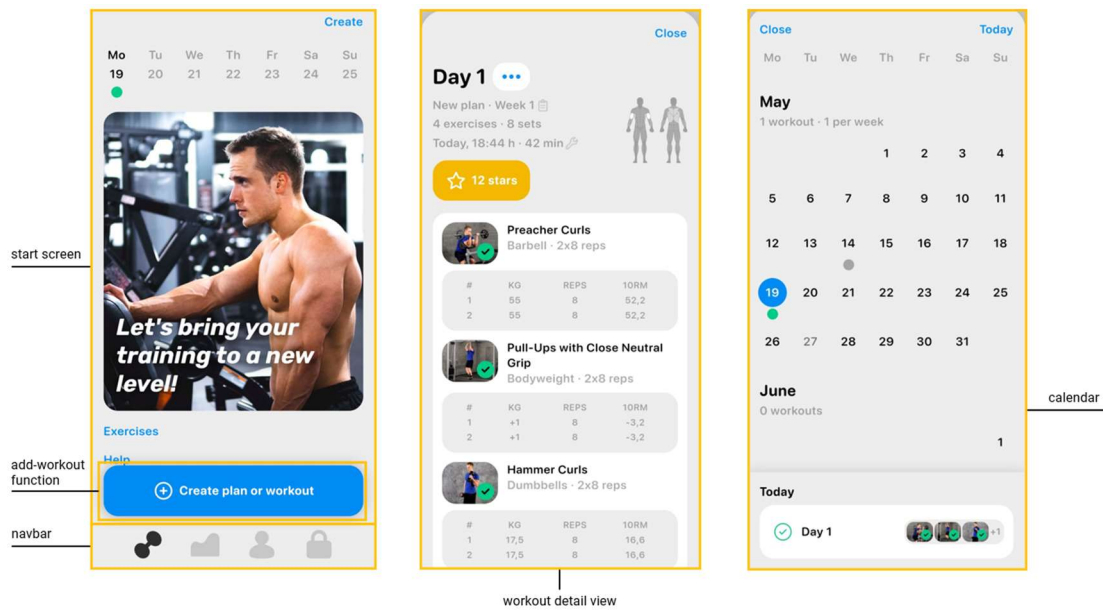 Create
Mo Tu We Th Fr Sa Su
19 20 21 22 23 24 25
Let's bring your
training to a new
level!
Exercises
Help
Create plan or workout
start screen
add-workout
function
navbar
Close
Day 1 •••
New plan · Week 1
4 exercises · 8 sets
Today, 18:44 h · 42 min
12 stars
Preacher Curls
Barbell · 2x8 reps
# KG REPS 10RM
1 55 8 52,2
2 55 8 52,2
Pull-Ups with Close Neutral
Grip
Bodyweight · 2x8 reps
# KG REPS 10RM
1 +1 8 -3,2
2 +1 8 -3,2
Hammer Curls
Dumbbells · 2x8 reps
# KG REPS 10RM
1 17,5 8 16,6
2 17,5 8 16,6
workout detail view
Close Today
Mo Tu We Th Fr Sa Su
May
1 workout · 1 per week
1 2 3 4
5 6 7 8 9 10 11
12 13 14 15 16 17 18
19 20 21 22 23 24 25
26 27 28 29 30 31
June
0 workouts
1
Today
Day 1 +1
calendar